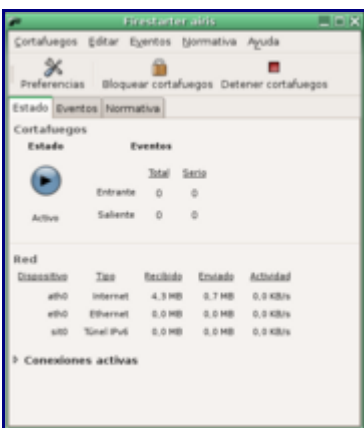 Firestarter airis
Cortafuegos Editar Eventos Normativa Ayuda
Preferencias Bloquear cortafuegos Detener cortafuegos
Estado Eventos Normativa
Cortafuegos
Estado Eventos
Total Serio
Entrante 0 0
Activo Saliente 0 0
Red
Dispositivo Tipo Recibido Enviado Actividad
ath0 Internet 4,3 MB 0,7 MB 0,0 KB/s
eth0 Ethernet 0,0 MB 0,0 MB 0,0 KB/s
sit0 Túnel IPv6 0,0 MB 0,0 MB 0,0 KB/s
Conexiones activas